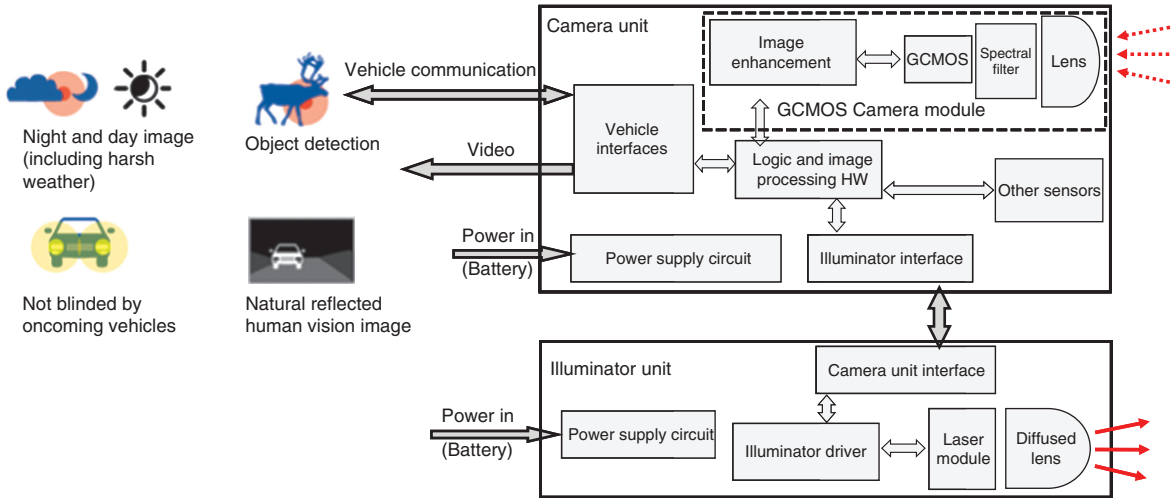 Night and day image
(including harsh
weather)
Object detection
Not blinded by
oncoming vehicles
Natural reflected
human vision image
Vehicle communication
Video
Power in
(Battery)
Camera unit
Image
enhancement
GCMOS
Spectral
filter
Lens
GCMOS Camera module
Vehicle
interfaces
Logic and image
processing HW
Other sensors
Power supply circuit
Illuminator interface
Illuminator unit
Camera unit interface
Power in
(Battery)
Power supply circuit
Illuminator driver
Laser
module
Diffused
lens